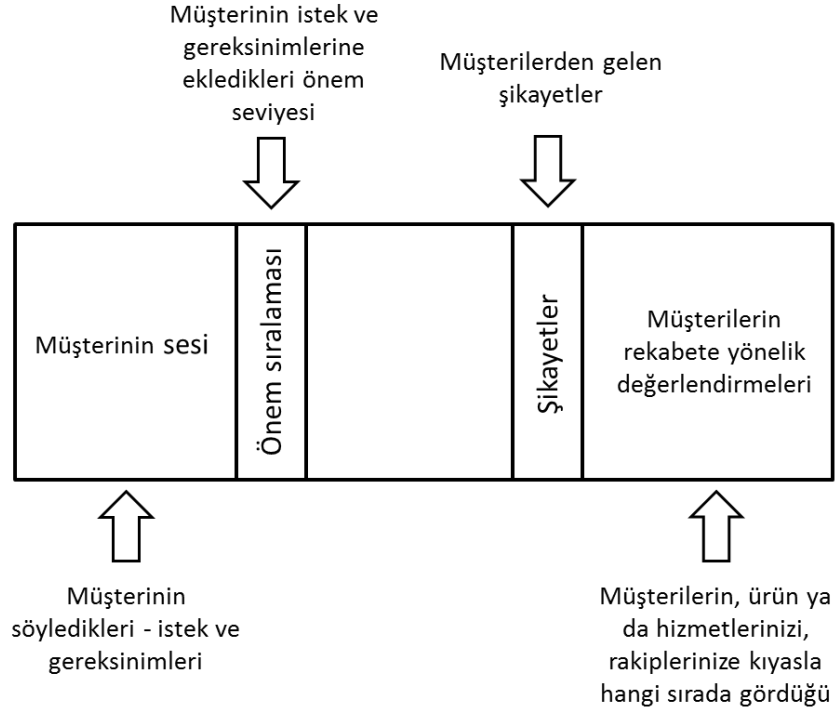 Müşterinin istek ve
gereksinimlerine
ekledikleri önem
seviyesi
Müşterilerden gelen
şikayetler
Müşterinin sesi
Önem sıralaması
Şikayetler
Müşterilerin
rekabete yönelik
değerlendirmeleri
Müşterinin
söyledikleri - istek ve
gereksinimleri
Müşterilerin, ürün ya
da hizmetlerinizi,
rakiplerinize kıyasla
hangi sırada gördüğü